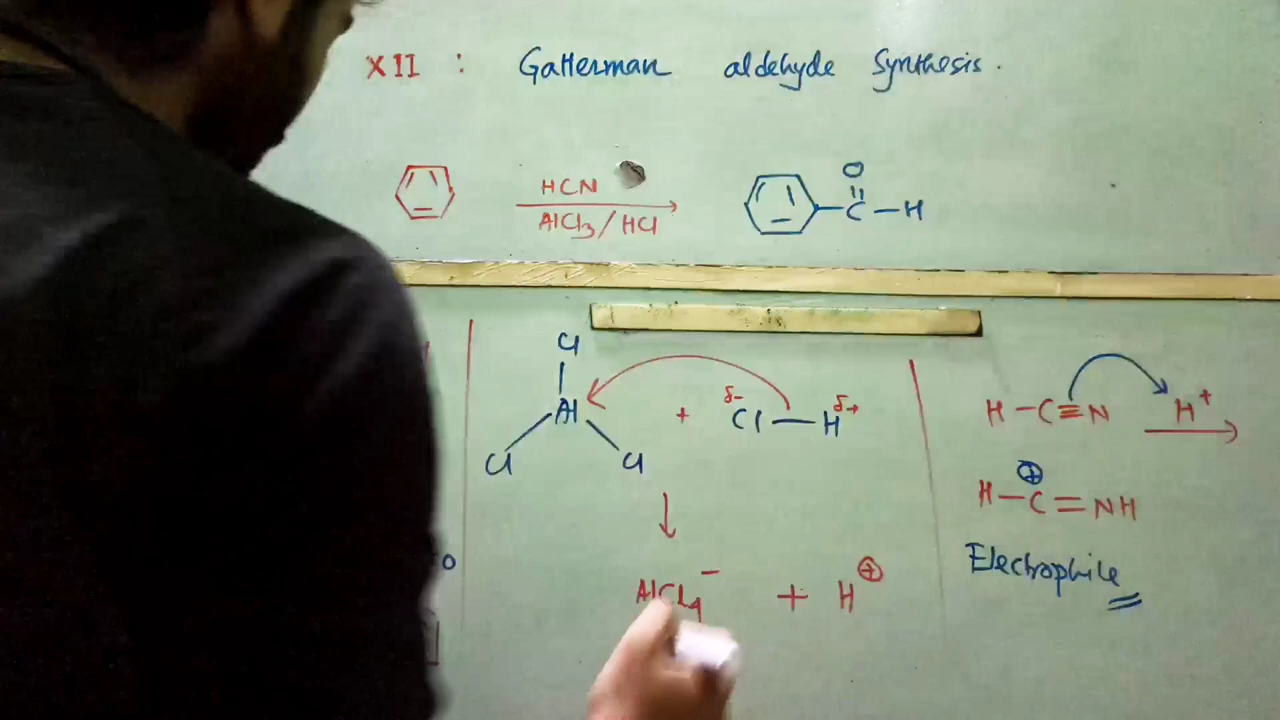 XII : Gatterman aldehyde Synthesis.
HCN
AlCl3/HCl
O
C-H
Cl
Al
Cl
Cl
+
δ- δ+
Cl-H
↓
AlCl4- + H⊕
H-C≡N H+
⊕
H-C=NH
Electrophile